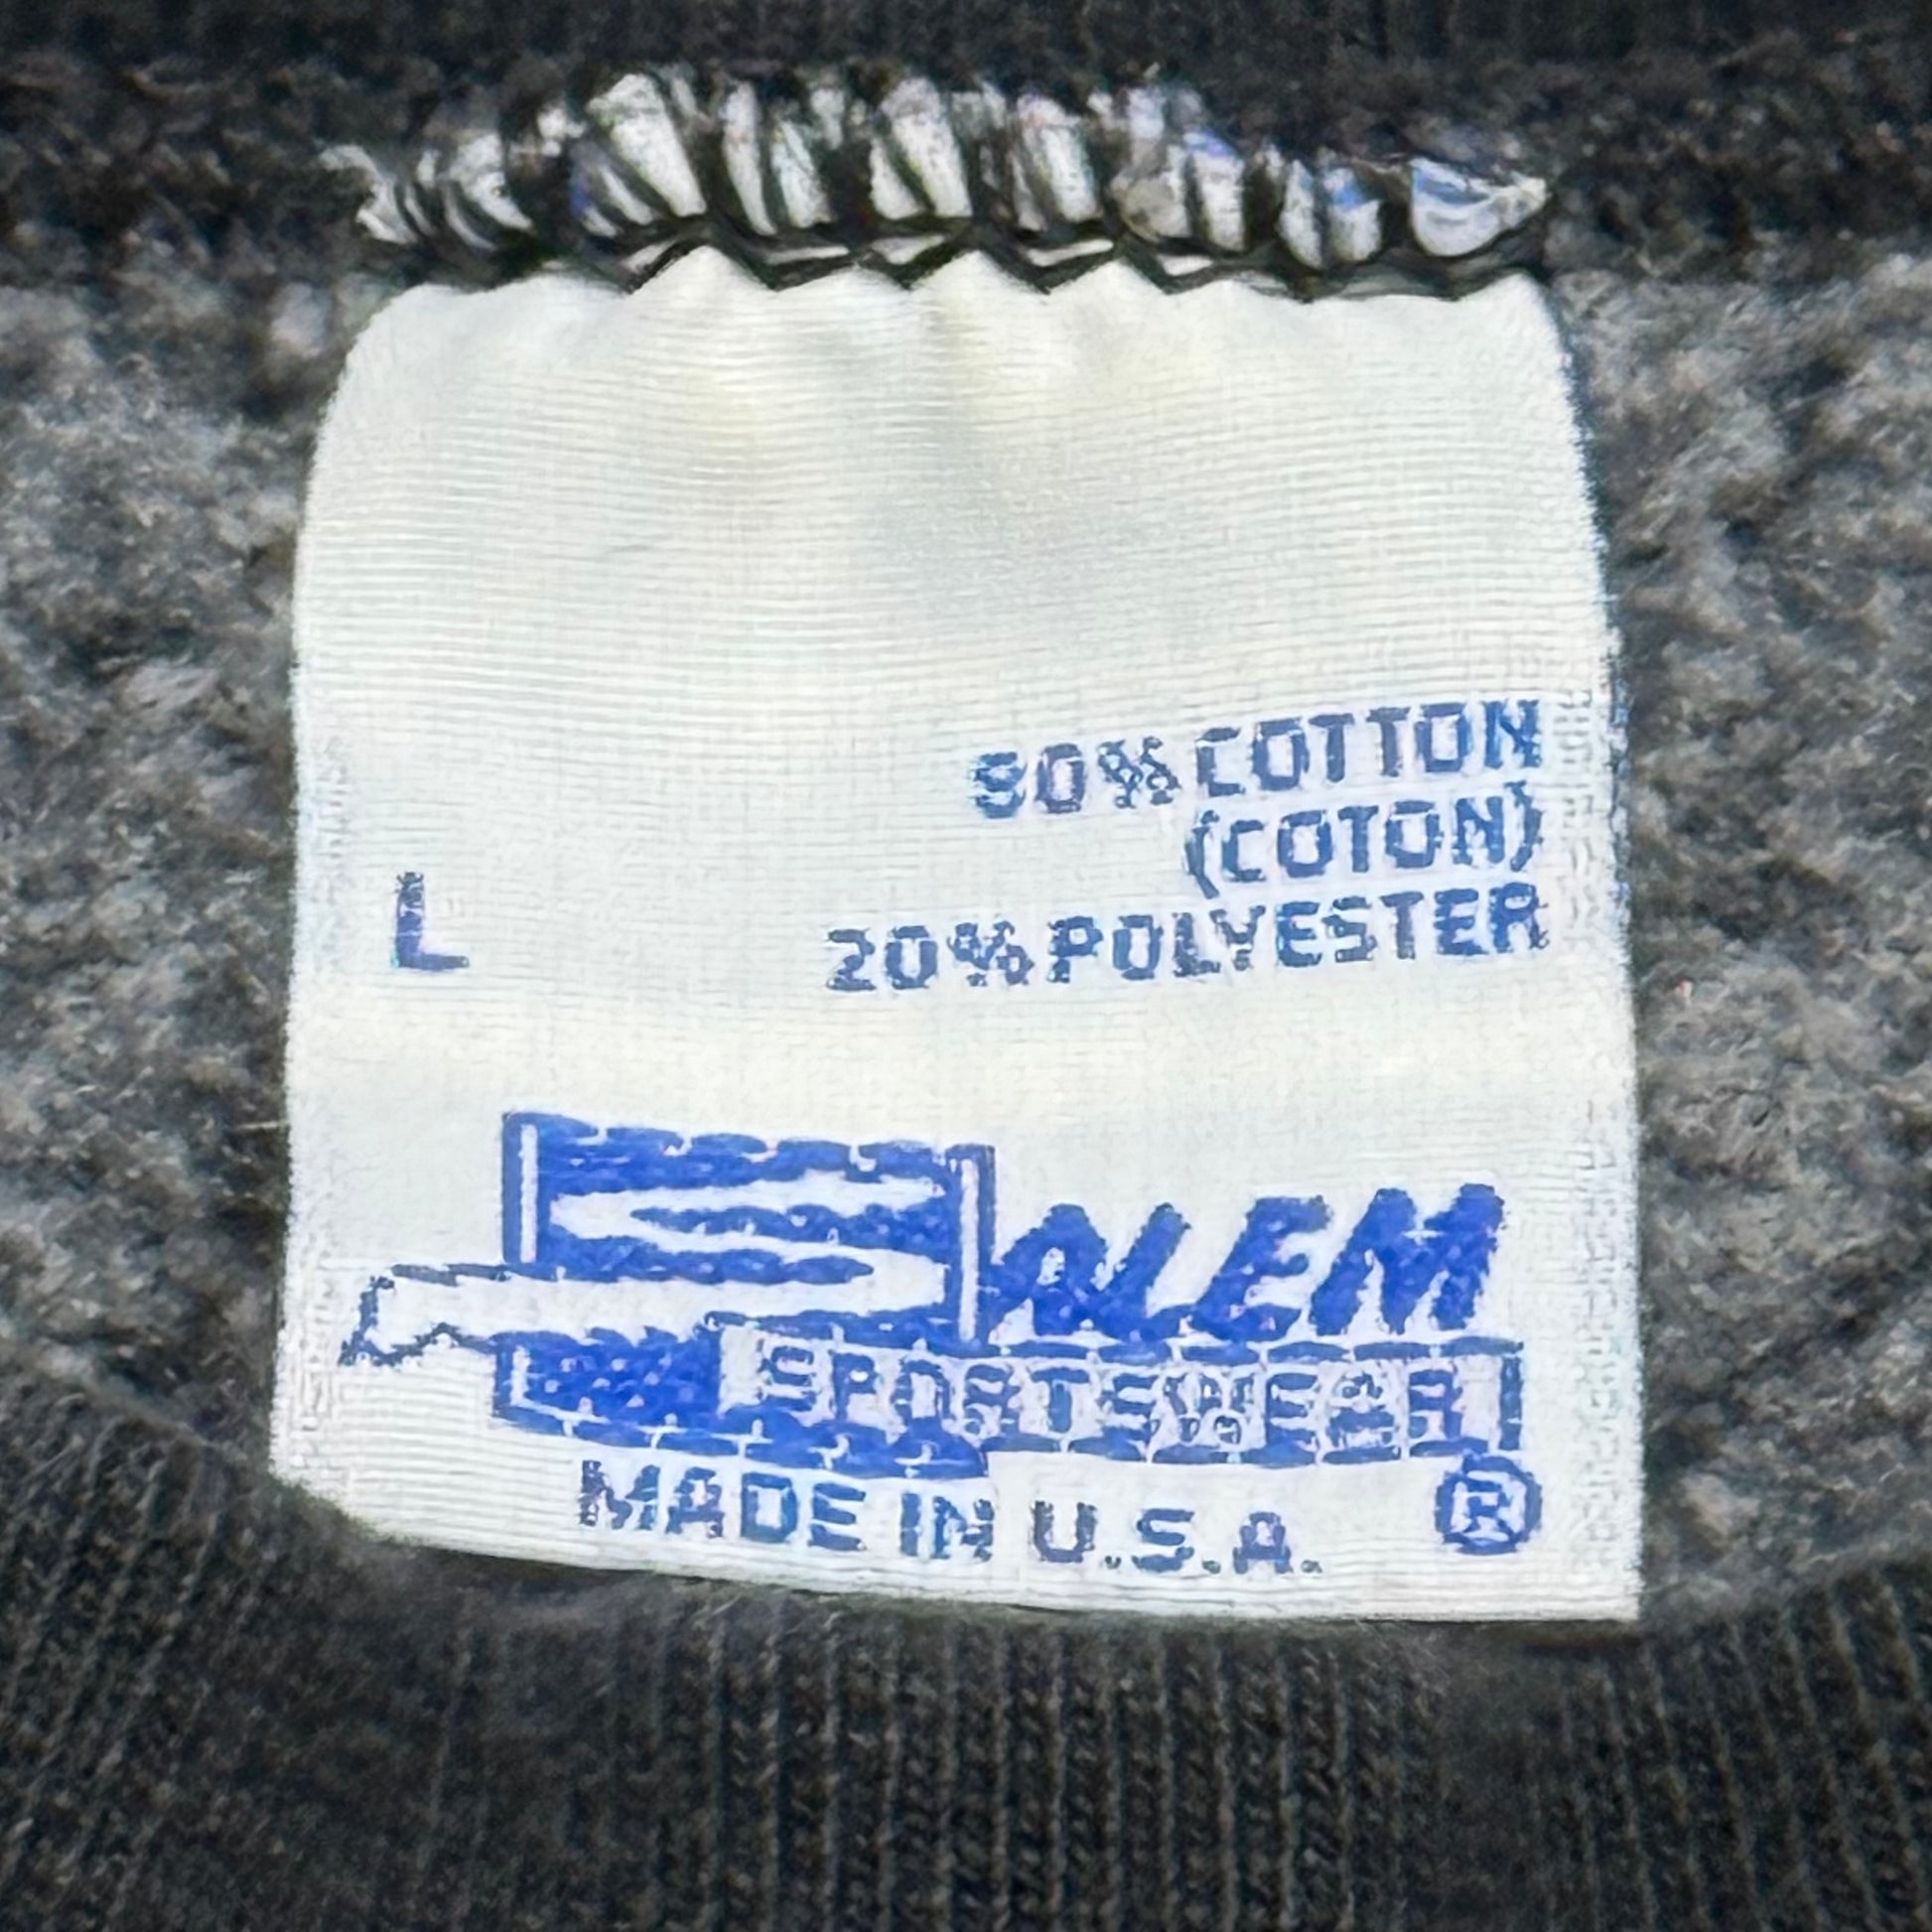 80% COTTON
(COTON)
L
20% POLYESTER
SALEM
SPORTSWEAR
MADE IN U.S.A. ®